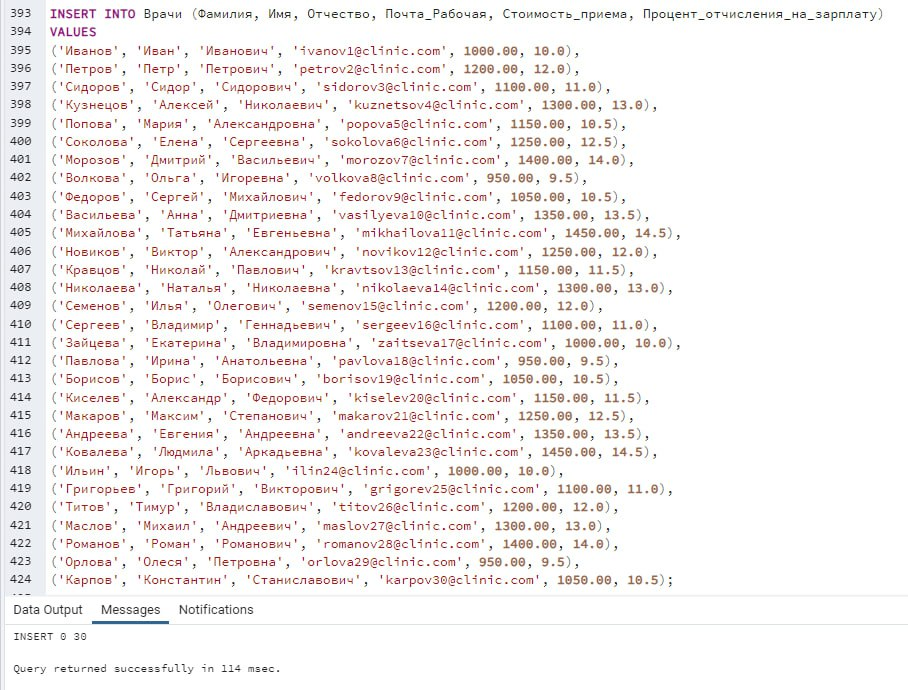 393 INSERT INTO Врачи (Фамилия, Имя, Отчество, Почта_Рабочая, Стоимость_приема, Процент_отчисления_на_зарплату)
394 VALUES
395 ('Иванов', 'Иван', 'Иванович', 'ivanov1@clinic.com', 1000.00, 10.0),
396 ('Петров', 'Петр', 'Петрович', 'petrov2@clinic.com', 1200.00, 12.0),
397 ('Сидоров', 'Сидор', 'Сидорович', 'sidorov3@clinic.com', 1100.00, 11.0),
398 ('Кузнецов', 'Алексей', 'Николаевич', 'kuznetsov4@clinic.com', 1300.00, 13.0),
399 ('Попова', 'Мария', 'Александровна', 'popova5@clinic.com', 1150.00, 10.5),
400 ('Соколова', 'Елена', 'Сергеевна', 'sokolova6@clinic.com', 1250.00, 12.5),
401 ('Морозов', 'Дмитрий', 'Васильевич', 'morozov7@clinic.com', 1400.00, 14.0),
402 ('Волкова', 'Ольга', 'Игоревна', 'volkova8@clinic.com', 950.00, 9.5),
403 ('Федоров', 'Сергей', 'Михайлович', 'fedorov9@clinic.com', 1050.00, 10.5),
404 ('Васильева', 'Анна', 'Дмитриевна', 'vasilyeva10@clinic.com', 1350.00, 13.5),
405 ('Михайлова', 'Татьяна', 'Евгеньевна', 'mikhailova11@clinic.com', 1450.00, 14.5),
406 ('Новиков', 'Виктор', 'Александрович', 'novikov12@clinic.com', 1250.00, 12.0),
407 ('Кравцов', 'Николай', 'Павлович', 'kravtsov13@clinic.com', 1150.00, 11.5),
408 ('Николаева', 'Наталья', 'Николаевна', 'nikolaeva14@clinic.com', 1300.00, 13.0),
409 ('Семенов', 'Илья', 'Олегович', 'semenov15@clinic.com', 1200.00, 12.0),
410 ('Сергеев', 'Владимир', 'Геннадьевич', 'sergeev16@clinic.com', 1100.00, 11.0),
411 ('Зайцева', 'Екатерина', 'Владимировна', 'zaitseva17@clinic.com', 1000.00, 10.0),
412 ('Павлова', 'Ирина', 'Анатольевна', 'pavlova18@clinic.com', 950.00, 9.5),
413 ('Борисов', 'Борис', 'Борисович', 'borisov19@clinic.com', 1050.00, 10.5),
414 ('Киселев', 'Александр', 'Федорович', 'kiselev20@clinic.com', 1150.00, 11.5),
415 ('Макаров', 'Максим', 'Степанович', 'makarov21@clinic.com', 1250.00, 12.5),
416 ('Андреева', 'Евгения', 'Андреевна', 'andreeva22@clinic.com', 1350.00, 13.5),
417 ('Ковалева', 'Людмила', 'Аркадьевна', 'kovaleva23@clinic.com', 1450.00, 14.5),
418 ('Ильин', 'Игорь', 'Львович', 'ilin24@clinic.com', 1000.00, 10.0),
419 ('Григорьев', 'Григорий', 'Викторович', 'grigorev25@clinic.com', 1100.00, 11.0),
420 ('Титов', 'Тимур', 'Владиславович', 'titov26@clinic.com', 1200.00, 12.0),
421 ('Маслов', 'Михаил', 'Андреевич', 'maslov27@clinic.com', 1300.00, 13.0),
422 ('Романов', 'Роман', 'Романович', 'romanov28@clinic.com', 1400.00, 14.0),
423 ('Орлова', 'Олеся', 'Петровна', 'orlova29@clinic.com', 950.00, 9.5),
424 ('Карпов', 'Константин', 'Станиславович', 'karpov30@clinic.com', 1050.00, 10.5);
Data Output Messages Notifications
INSERT 0 30
Query returned successfully in 114 msec.